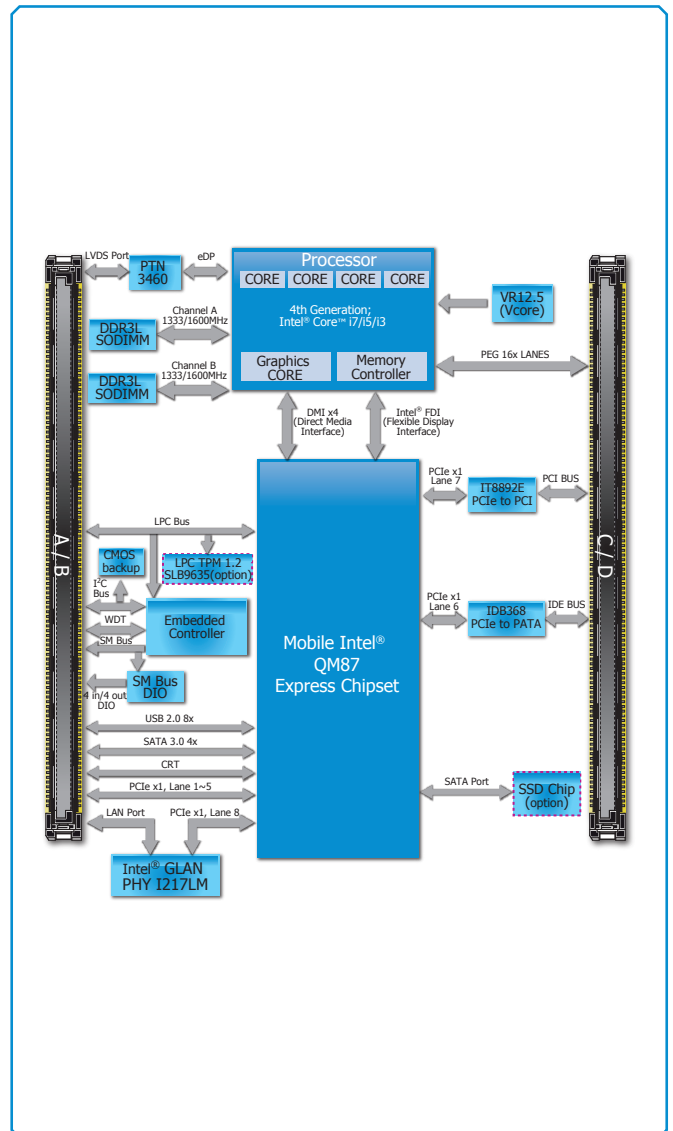 LVDS Port
PTN
3460
eDP
Processor
CORE CORE CORE CORE
4th Generation;
Intel® Core™ i7/i5/i3
Graphics
CORE
Memory
Controller
VR12.5
(Vcore)
DDR3L
SODIMM
Channel A
1333/1600MHz
DDR3L
SODIMM
Channel B
1333/1600MHz
PEG 16x LANES
DMI x4
(Direct Media
Interface)
Intel® FDI
(Flexible Display
Interface)
PCIe x1
Lane 7
IT8892E
PCIe to PCI
PCI BUS
A / B
C / D
LPC Bus
CMOS
backup
LPC TPM 1.2
SLB9635(option)
I²C
Bus
WDT
SM Bus
Embedded
Controller
PCIe x1
Lane 6
IDB368
PCIe to PATA
IDE BUS
Mobile Intel®
QM87
Express Chipset
SM Bus
DIO
4 in/4 out
DIO
USB 2.0 8x
SATA 3.0 4x
CRT
PCIe x1, Lane 1~5
LAN Port
PCIe x1, Lane 8
SATA Port
SSD Chip
(option)
Intel® GLAN
PHY I217LM